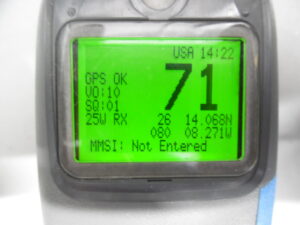 USA 14:22
GPS OK
71
VO:10
SQ:01
25W RX 26 14.068N
080 08.271W
MMSI: Not Entered